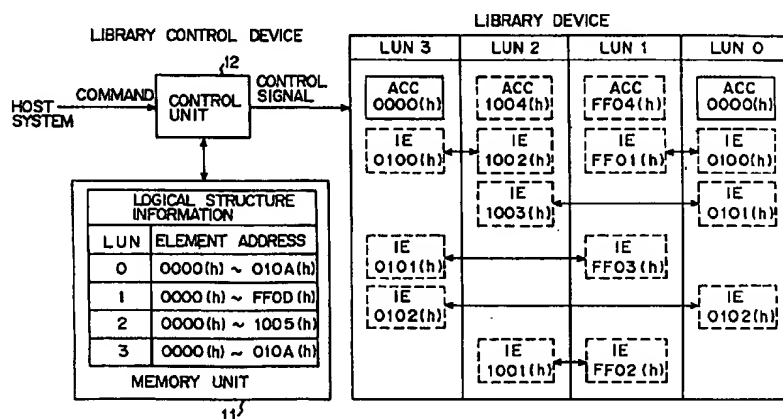 LIBRARY CONTROL DEVICE
12
HOST SYSTEM
COMMAND
CONTROL UNIT
CONTROL SIGNAL
LOGICAL STRUCTURE INFORMATION
LUN ELEMENT ADDRESS
0 0000(h) ~ 010A(h)
1 0000(h) ~ FF0D(h)
2 0000(h) ~ 1005(h)
3 0000(h) ~ 010A(h)
MEMORY UNIT
11
LIBRARY DEVICE
LUN 3 LUN 2 LUN 1 LUN 0
ACC ACC ACC ACC
0000(h) 1004(h) FF04(h) 0000(h)
IE IE IE IE
0100(h) 1002(h) FF01(h) 0100(h)
IE IE
1003(h) 0101(h)
IE IE
0101(h) FF03(h)
IE IE
0102(h) 0102(h)
IE IE
1001(h) FF02(h)